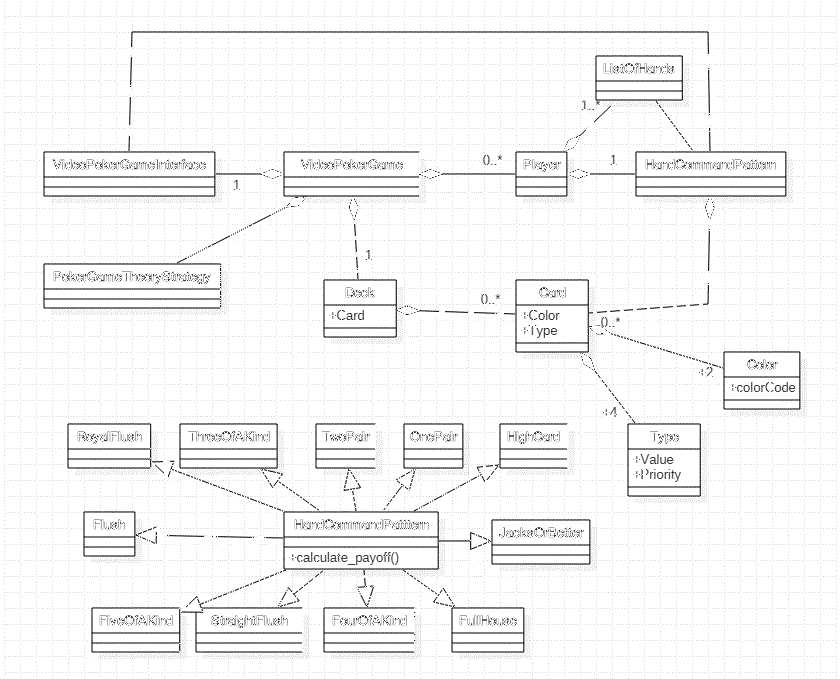 ListOfHands
1..*
VideoPokerGameInterface
VideoPokerGame
0..*
Player
1
HandCommandPattern
1
PokerGameTheoryStrategy
1
Deck
+Card
0..*
Card
+Color
+Type
0..*
+2
Color
+colorCode
+4
Type
+Value
+Priority
RoyalFlush
ThreeOfAKind
TwoPair
OnePair
HighCard
Flush
HandCommandPattern
+calculate_payoff()
JacksOrBetter
FiveOfAKind
StraightFlush
FourOfAKind
FullHouse